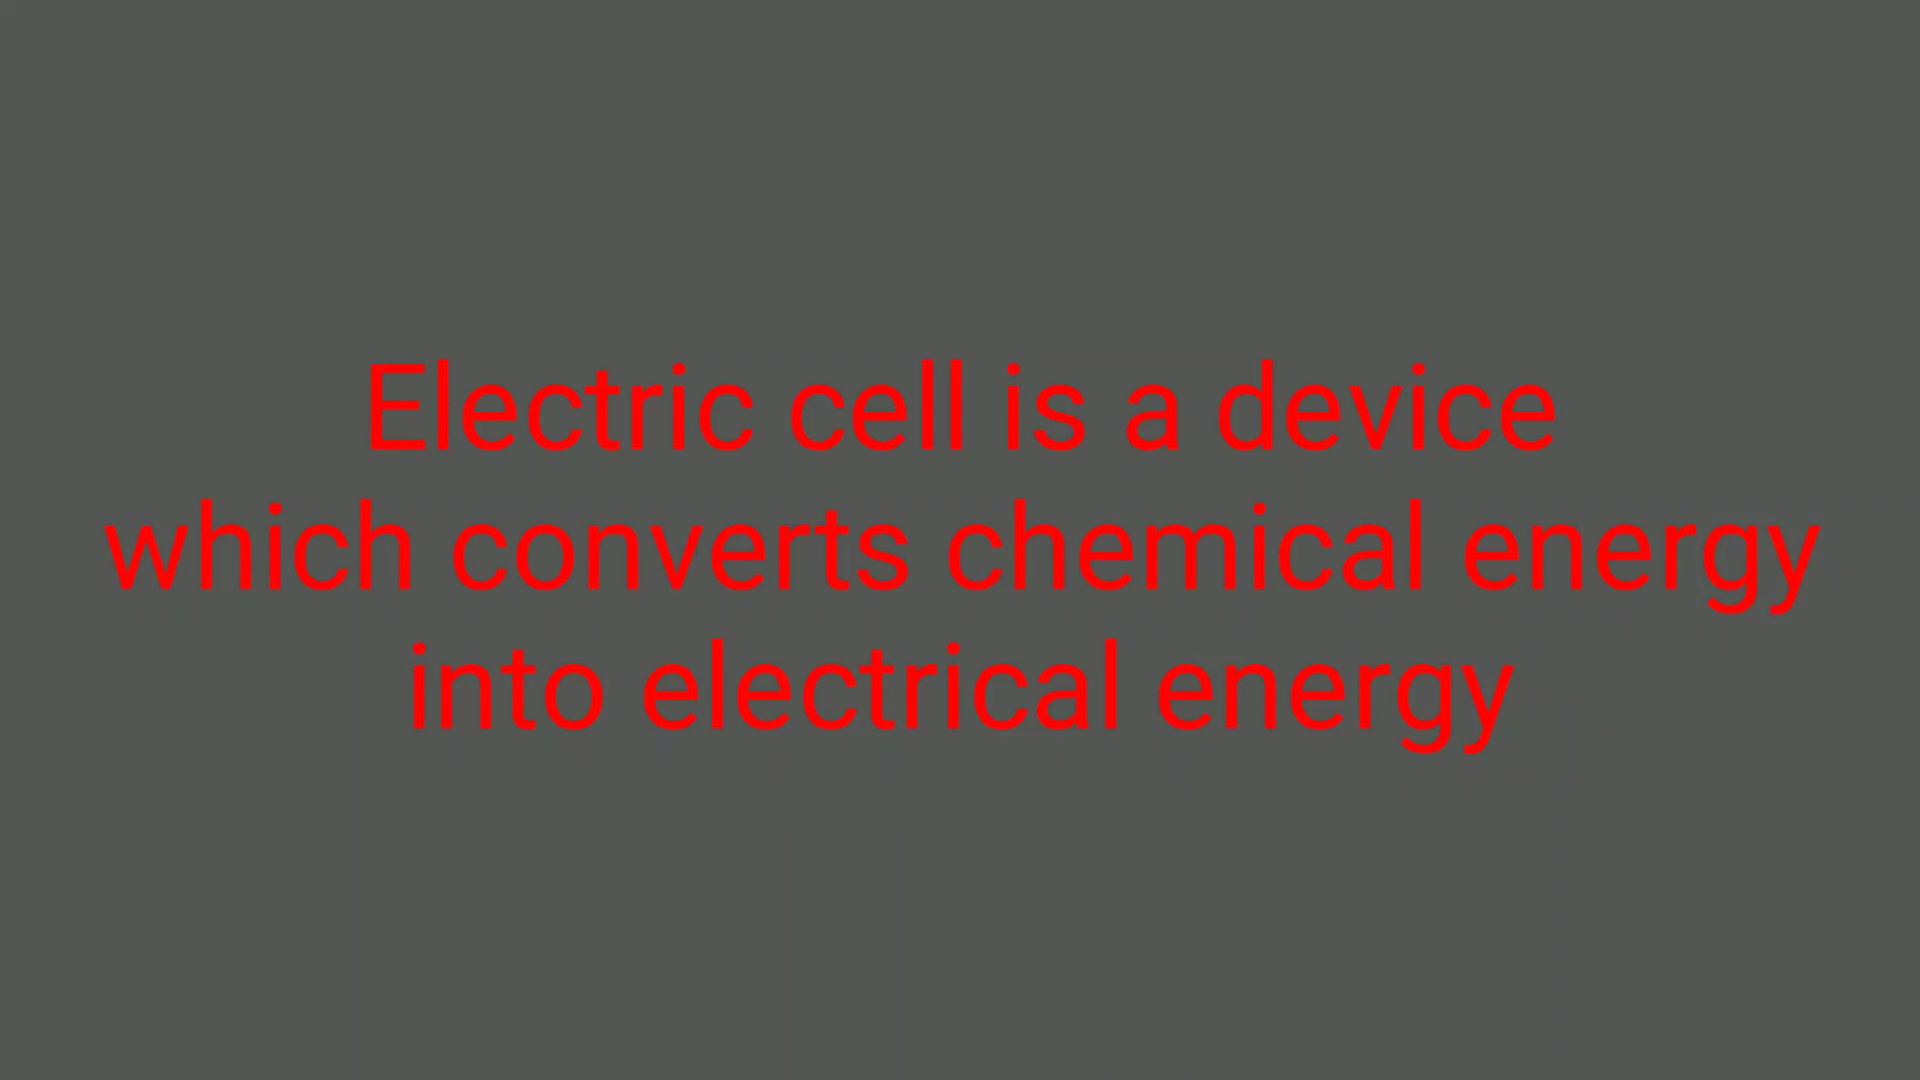 Electric cell is a device
which converts chemical energy
into electrical energy